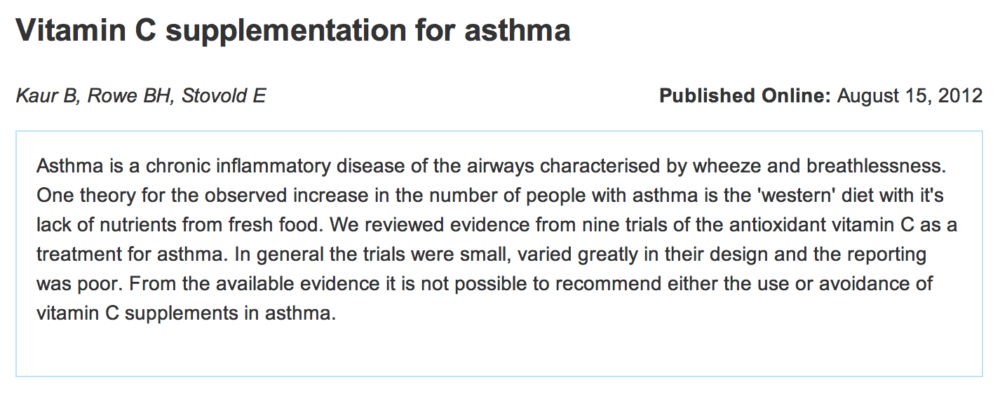 Vitamin C supplementation for asthma
Kaur B, Rowe BH, Stovold E
Published Online: August 15, 2012
Asthma is a chronic inflammatory disease of the airways characterised by wheeze and breathlessness.
One theory for the observed increase in the number of people with asthma is the 'western' diet with it's
lack of nutrients from fresh food. We reviewed evidence from nine trials of the antioxidant vitamin C as a
treatment for asthma. In general the trials were small, varied greatly in their design and the reporting
was poor. From the available evidence it is not possible to recommend either the use or avoidance of
vitamin C supplements in asthma.